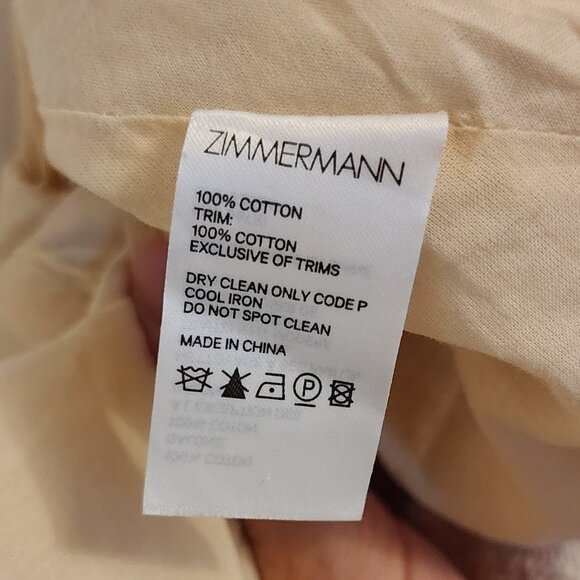 ZIMMERMANN
100% COTTON
TRIM:
100% COTTON
EXCLUSIVE OF TRIMS
DRY CLEAN ONLY CODE P
COOL IRON
DO NOT SPOT CLEAN
MADE IN CHINA
P